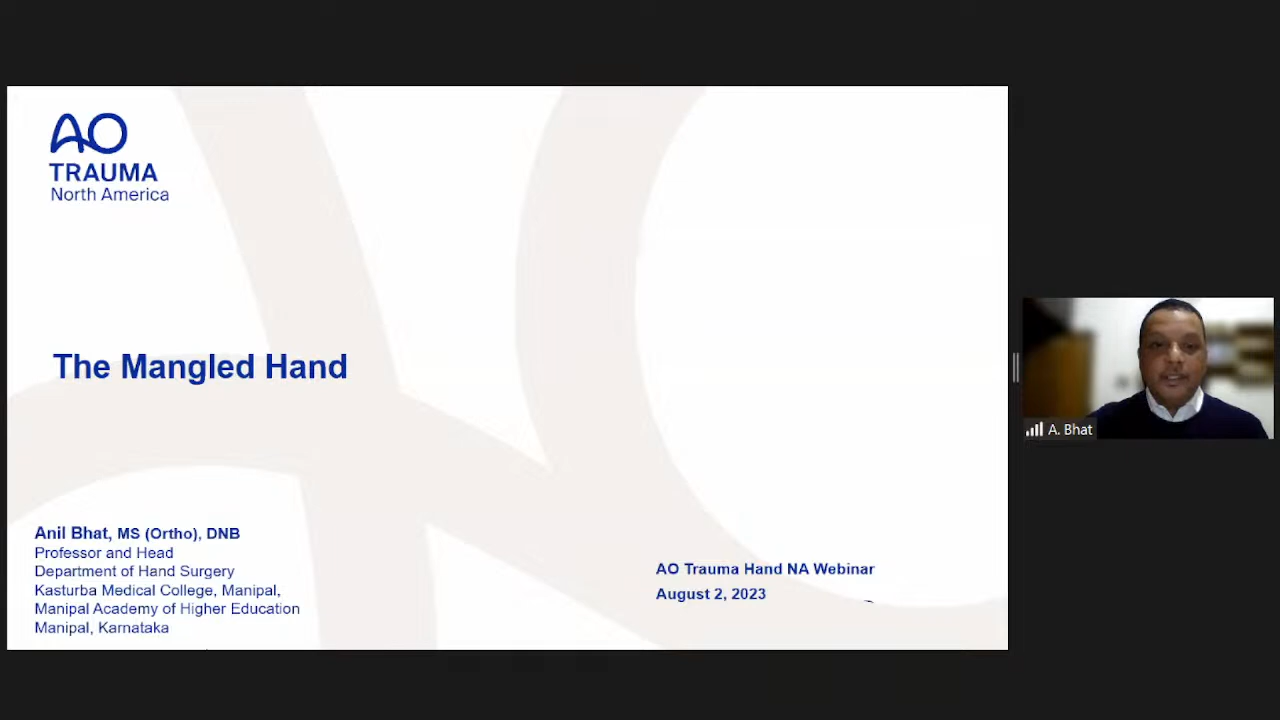 AO
TRAUMA
North America
The Mangled Hand
Anil Bhat, MS (Ortho), DNB
Professor and Head
Department of Hand Surgery
Kasturba Medical College, Manipal,
Manipal Academy of Higher Education
Manipal, Karnataka
AO Trauma Hand NA Webinar
August 2, 2023
A. Bhat